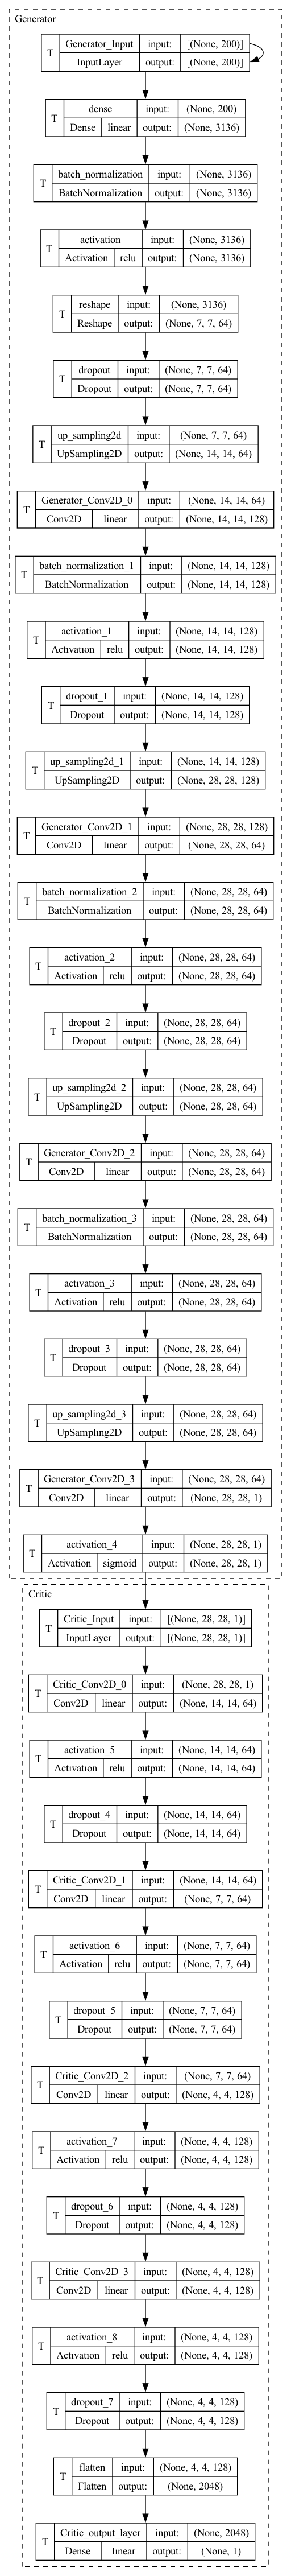 Generator
T Generator_Input input: [(None, 200)]
InputLayer output: [(None, 200)]
T dense input: (None, 200)
Dense linear output: (None, 3136)
T batch_normalization input: (None, 3136)
BatchNormalization output: (None, 3136)
T activation input: (None, 3136)
Activation relu output: (None, 3136)
T reshape input: (None, 3136)
Reshape output: (None, 7, 7, 64)
T dropout input: (None, 7, 7, 64)
Dropout output: (None, 7, 7, 64)
T up_sampling2d input: (None, 7, 7, 64)
UpSampling2D output: (None, 14, 14, 64)
T Generator_Conv2D_0 input: (None, 14, 14, 64)
Conv2D linear output: (None, 14, 14, 128)
T batch_normalization_1 input: (None, 14, 14, 128)
BatchNormalization output: (None, 14, 14, 128)
T activation_1 input: (None, 14, 14, 128)
Activation relu output: (None, 14, 14, 128)
T dropout_1 input: (None, 14, 14, 128)
Dropout output: (None, 14, 14, 128)
T up_sampling2d_1 input: (None, 14, 14, 128)
UpSampling2D output: (None, 28, 28, 128)
T Generator_Conv2D_1 input: (None, 28, 28, 128)
Conv2D linear output: (None, 28, 28, 64)
T batch_normalization_2 input: (None, 28, 28, 64)
BatchNormalization output: (None, 28, 28, 64)
T activation_2 input: (None, 28, 28, 64)
Activation relu output: (None, 28, 28, 64)
T dropout_2 input: (None, 28, 28, 64)
Dropout output: (None, 28, 28, 64)
T up_sampling2d_2 input: (None, 28, 28, 64)
UpSampling2D output: (None, 28, 28, 64)
T Generator_Conv2D_2 input: (None, 28, 28, 64)
Conv2D linear output: (None, 28, 28, 64)
T batch_normalization_3 input: (None, 28, 28, 64)
BatchNormalization output: (None, 28, 28, 64)
T activation_3 input: (None, 28, 28, 64)
Activation relu output: (None, 28, 28, 64)
T dropout_3 input: (None, 28, 28, 64)
Dropout output: (None, 28, 28, 64)
T up_sampling2d_3 input: (None, 28, 28, 64)
UpSampling2D output: (None, 28, 28, 64)
T Generator_Conv2D_3 input: (None, 28, 28, 64)
Conv2D linear output: (None, 28, 28, 1)
T activation_4 input: (None, 28, 28, 1)
Activation sigmoid output: (None, 28, 28, 1)
Critic
T Critic_Input input: [(None, 28, 28, 1)]
InputLayer output: [(None, 28, 28, 1)]
T Critic_Conv2D_0 input: (None, 28, 28, 1)
Conv2D linear output: (None, 14, 14, 64)
T activation_5 input: (None, 14, 14, 64)
Activation relu output: (None, 14, 14, 64)
T dropout_4 input: (None, 14, 14, 64)
Dropout output: (None, 14, 14, 64)
T Critic_Conv2D_1 input: (None, 14, 14, 64)
Conv2D linear output: (None, 7, 7, 64)
T activation_6 input: (None, 7, 7, 64)
Activation relu output: (None, 7, 7, 64)
T dropout_5 input: (None, 7, 7, 64)
Dropout output: (None, 7, 7, 64)
T Critic_Conv2D_2 input: (None, 7, 7, 64)
Conv2D linear output: (None, 4, 4, 128)
T activation_7 input: (None, 4, 4, 128)
Activation relu output: (None, 4, 4, 128)
T dropout_6 input: (None, 4, 4, 128)
Dropout output: (None, 4, 4, 128)
T Critic_Conv2D_3 input: (None, 4, 4, 128)
Conv2D linear output: (None, 4, 4, 128)
T activation_8 input: (None, 4, 4, 128)
Activation relu output: (None, 4, 4, 128)
T dropout_7 input: (None, 4, 4, 128)
Dropout output: (None, 4, 4, 128)
T flatten input: (None, 4, 4, 128)
Flatten output: (None, 2048)
T Critic_output_layer input: (None, 2048)
Dense linear output: (None, 1)